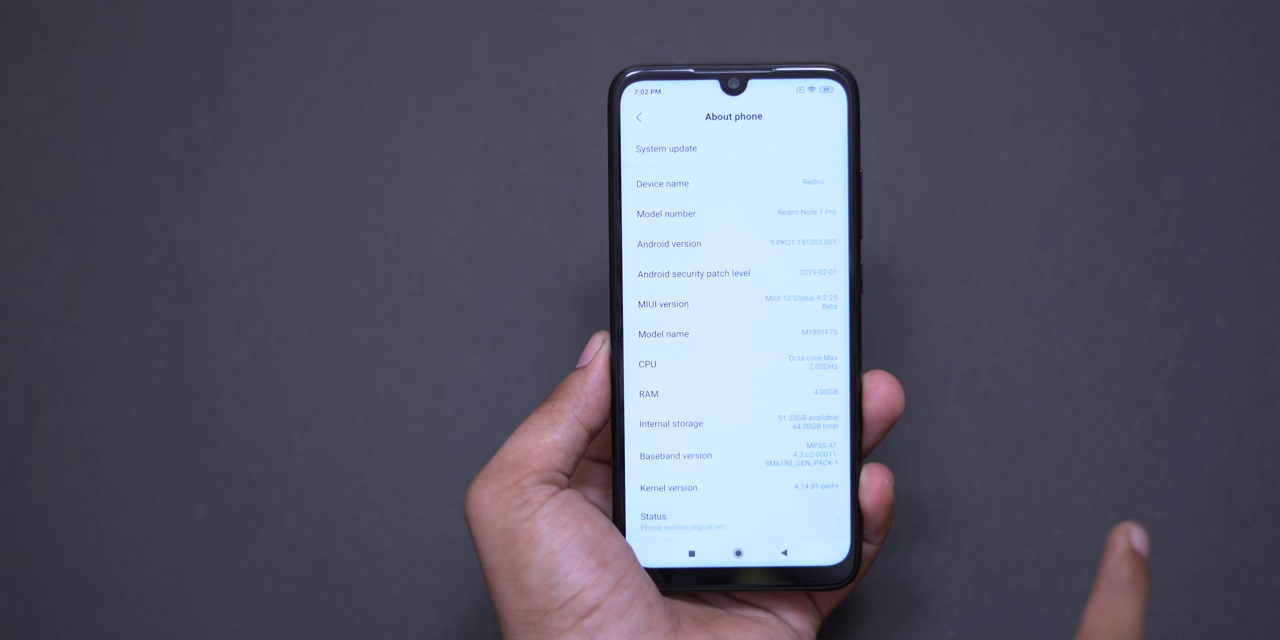 7:02 PM
About phone
System update
Device name Redmi
Model number Redmi Note 7 Pro
Android version 9 PKQ1.181203.001
Android security patch level 2019-02-01
MIUI version MIUI 10 Global 9.2.25
Beta
Model name M1901F7S
CPU Octa-core Max
2.02GHz
RAM 4.00GB
Internal storage 51.23GB available
64.00GB total
Baseband version MPSS.AT
4.3.c2-00011-
SM6150_GEN_PACK-1
Kernel version 4.14.81-perf+
Status
Phone number, signal, etc.